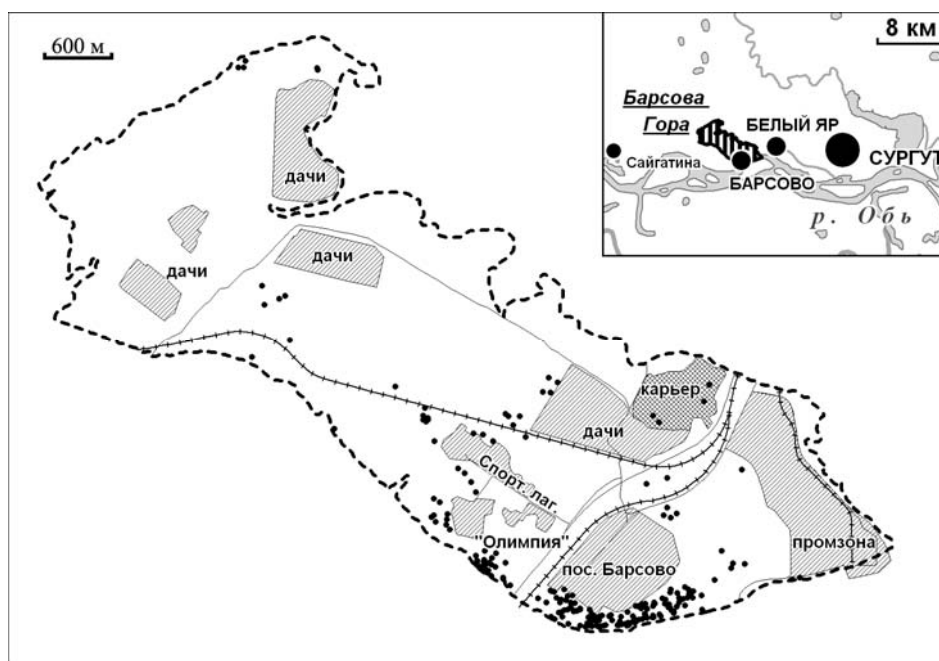 600 м
8 км
Барсова
Гора
БЕЛЫЙ ЯР
Сайгатина
СУРГУТ
БАРСОВО
р. Обь
дачи
дачи
дачи
карьер
дачи
Спорт. лаг.
"Олимпия"
промзона
пос. Барсово